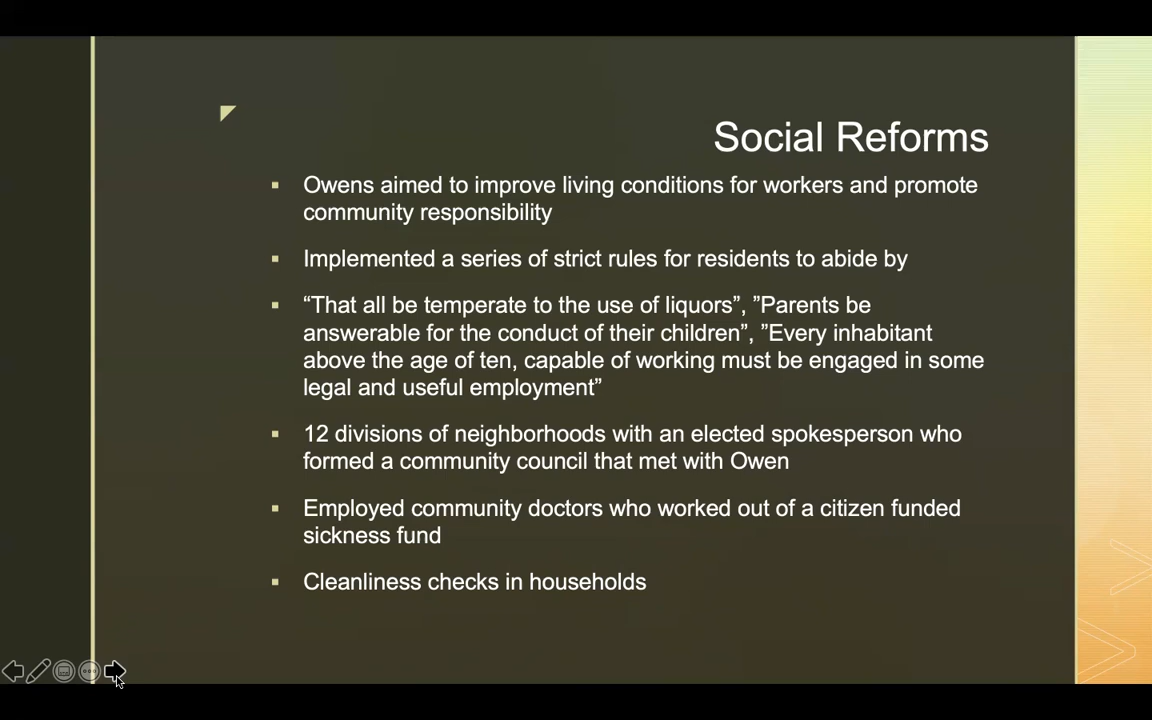 Social Reforms
▪ Owens aimed to improve living conditions for workers and promote
community responsibility
▪ Implemented a series of strict rules for residents to abide by
▪ “That all be temperate to the use of liquors”, ”Parents be
answerable for the conduct of their children”, ”Every inhabitant
above the age of ten, capable of working must be engaged in some
legal and useful employment”
▪ 12 divisions of neighborhoods with an elected spokesperson who
formed a community council that met with Owen
▪ Employed community doctors who worked out of a citizen funded
sickness fund
▪ Cleanliness checks in households